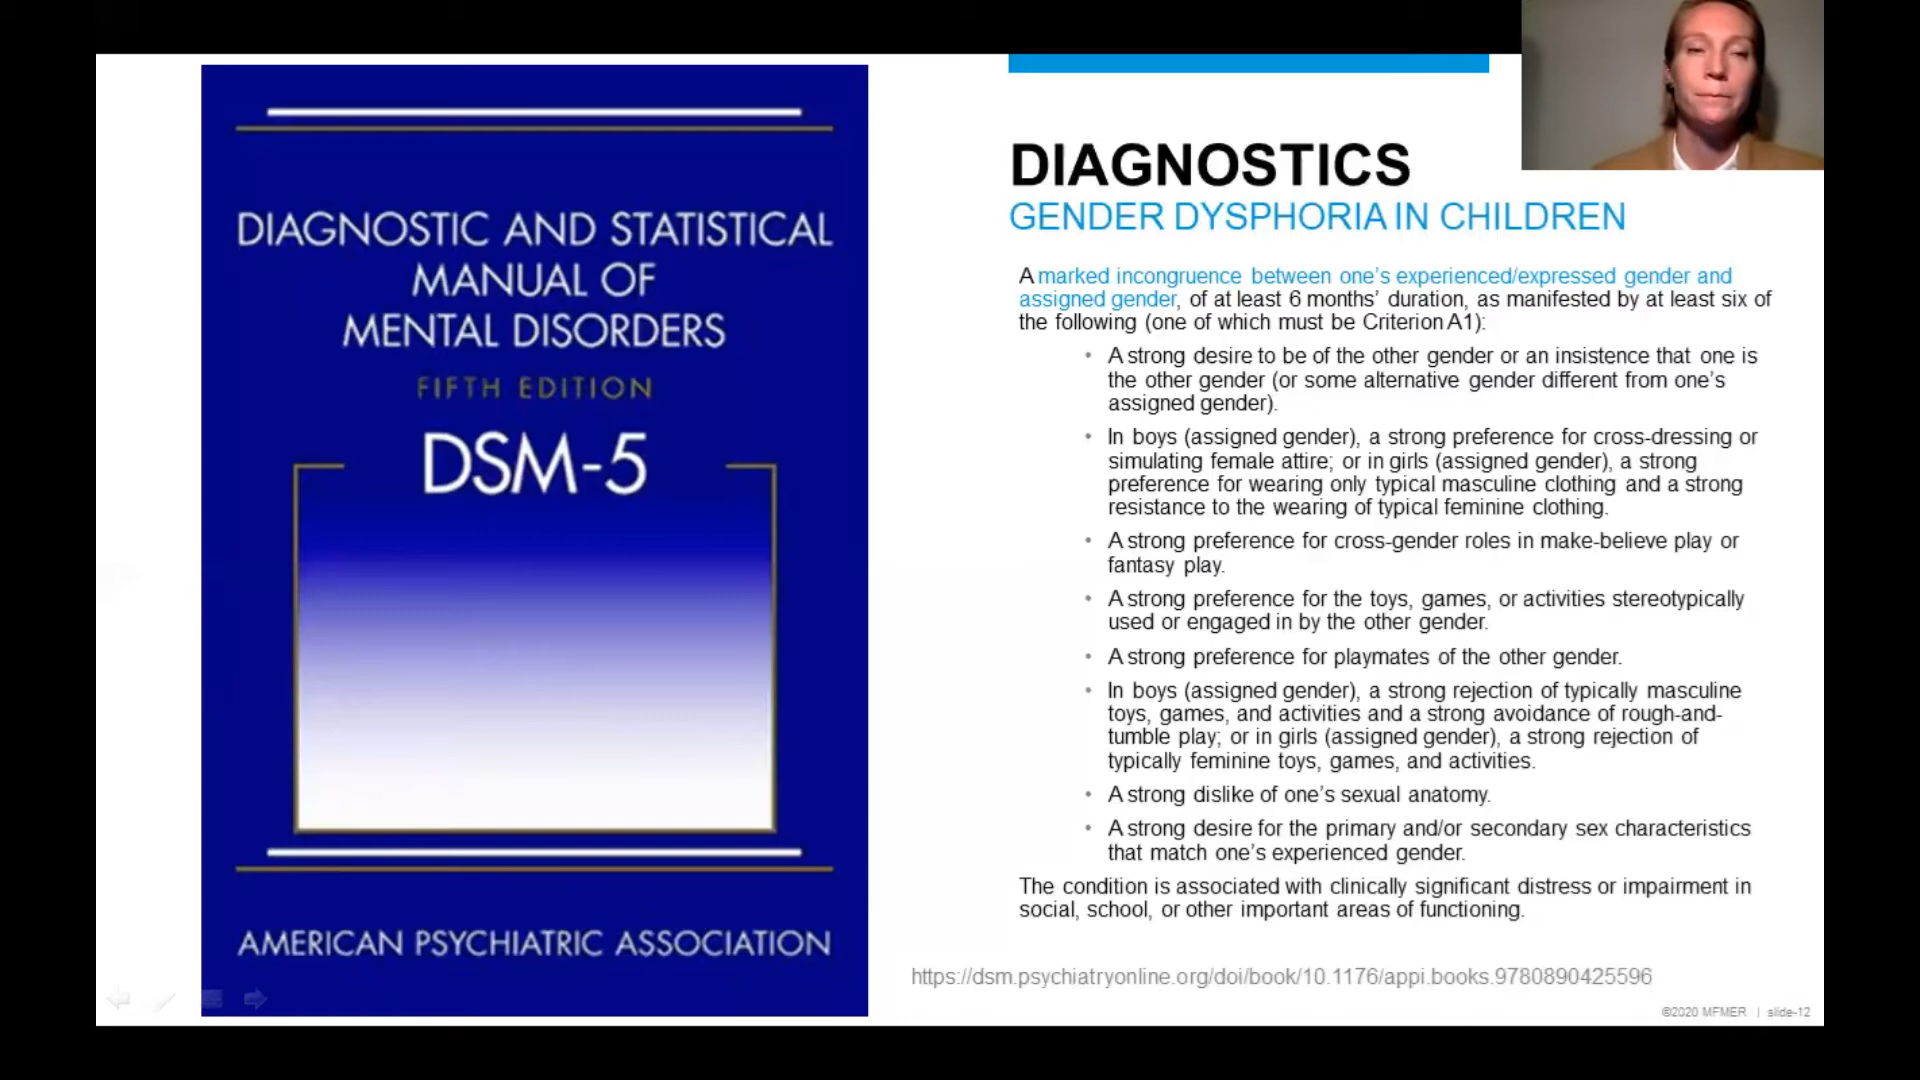 DIAGNOSTIC AND STATISTICAL
MANUAL OF
MENTAL DISORDERS
FIFTH EDITION
DSM-5
AMERICAN PSYCHIATRIC ASSOCIATION
DIAGNOSTICS
GENDER DYSPHORIA IN CHILDREN
A marked incongruence between one's experienced/expressed gender and
assigned gender, of at least 6 months' duration, as manifested by at least six of
the following (one of which must be Criterion A1):
• A strong desire to be of the other gender or an insistence that one is
the other gender (or some alternative gender different from one's
assigned gender).
• In boys (assigned gender), a strong preference for cross-dressing or
simulating female attire; or in girls (assigned gender), a strong
preference for wearing only typical masculine clothing and a strong
resistance to the wearing of typical feminine clothing.
• A strong preference for cross-gender roles in make-believe play or
fantasy play.
• A strong preference for the toys, games, or activities stereotypically
used or engaged in by the other gender.
• A strong preference for playmates of the other gender.
• In boys (assigned gender), a strong rejection of typically masculine
toys, games, and activities and a strong avoidance of rough-and-
tumble play; or in girls (assigned gender), a strong rejection of
typically feminine toys, games, and activities.
• A strong dislike of one's sexual anatomy.
• A strong desire for the primary and/or secondary sex characteristics
that match one's experienced gender.
The condition is associated with clinically significant distress or impairment in
social, school, or other important areas of functioning.
https://dsm.psychiatryonline.org/doi/book/10.1176/appi.books.9780890425596
©2020 MFMER | slide-12